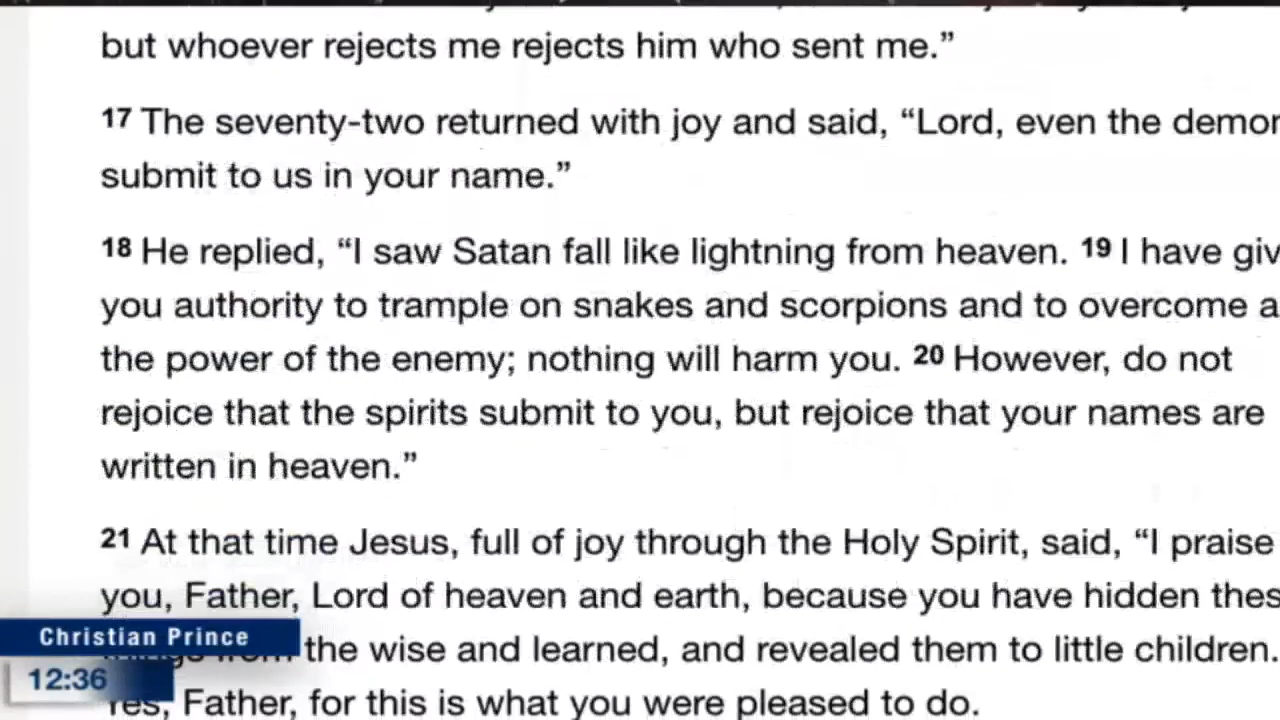 but whoever rejects me rejects him who sent me.”
17 The seventy-two returned with joy and said, “Lord, even the demon
submit to us in your name.”
18 He replied, “I saw Satan fall like lightning from heaven. 19 I have giv
you authority to trample on snakes and scorpions and to overcome a
the power of the enemy; nothing will harm you. 20 However, do not
rejoice that the spirits submit to you, but rejoice that your names are
written in heaven.”
21 At that time Jesus, full of joy through the Holy Spirit, said, “I praise
you, Father, Lord of heaven and earth, because you have hidden thes
Christian Prince
the wise and learned, and revealed them to little children.
12:36
Yes, Father, for this is what you were pleased to do.